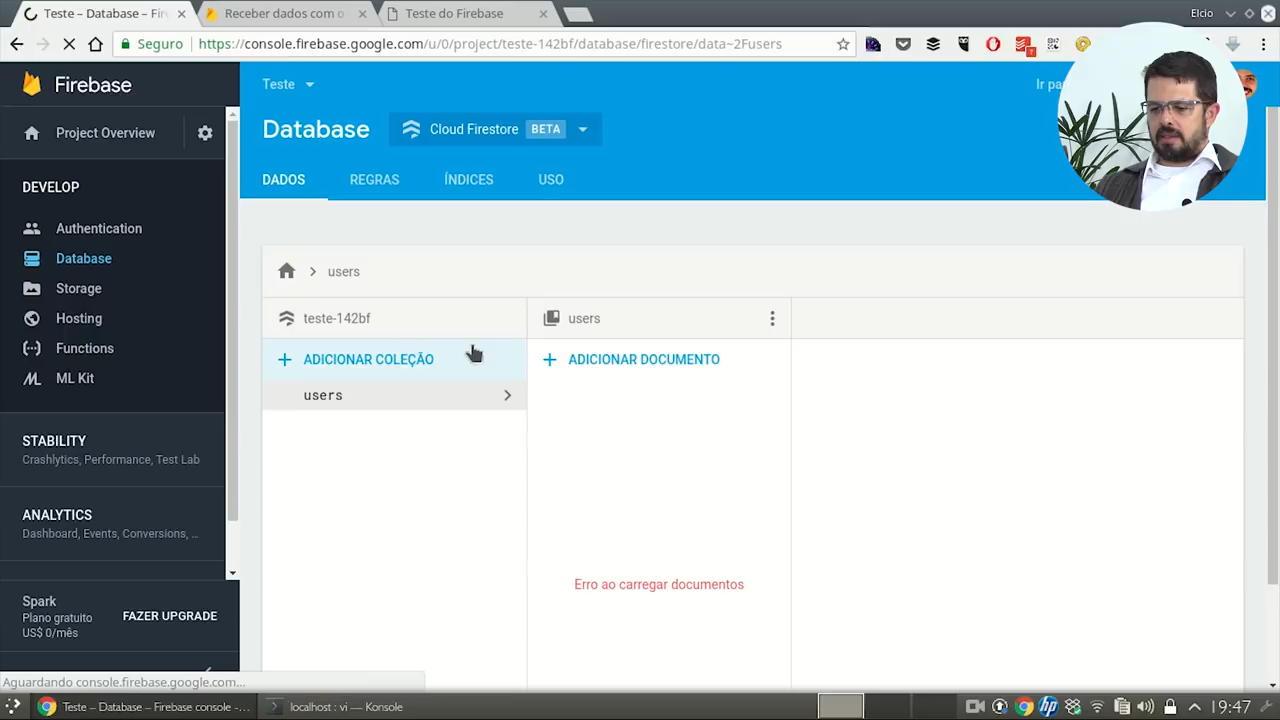 Teste – Database – Fir
Receber dados com o
Teste do Firebase
Elcio
Seguro
https://console.firebase.google.com/u/0/project/teste-142bf/database/firestore/data~2Fusers
Firebase
Teste
Ir pa
Project Overview
Database
Cloud Firestore
BETA
DADOS
REGRAS
ÍNDICES
USO
DEVELOP
Authentication
Database
Storage
Hosting
Functions
ML Kit
STABILITY
Crashlytics, Performance, Test Lab
ANALYTICS
Dashboard, Events, Conversions, ...
Spark
Plano gratuito
US$ 0/mês
FAZER UPGRADE
users
teste-142bf
users
ADICIONAR COLEÇÃO
ADICIONAR DOCUMENTO
users
Erro ao carregar documentos
Aguardando console.firebase.google.com...
Teste – Database – Firebase console -...
localhost : vi — Konsole
19:47